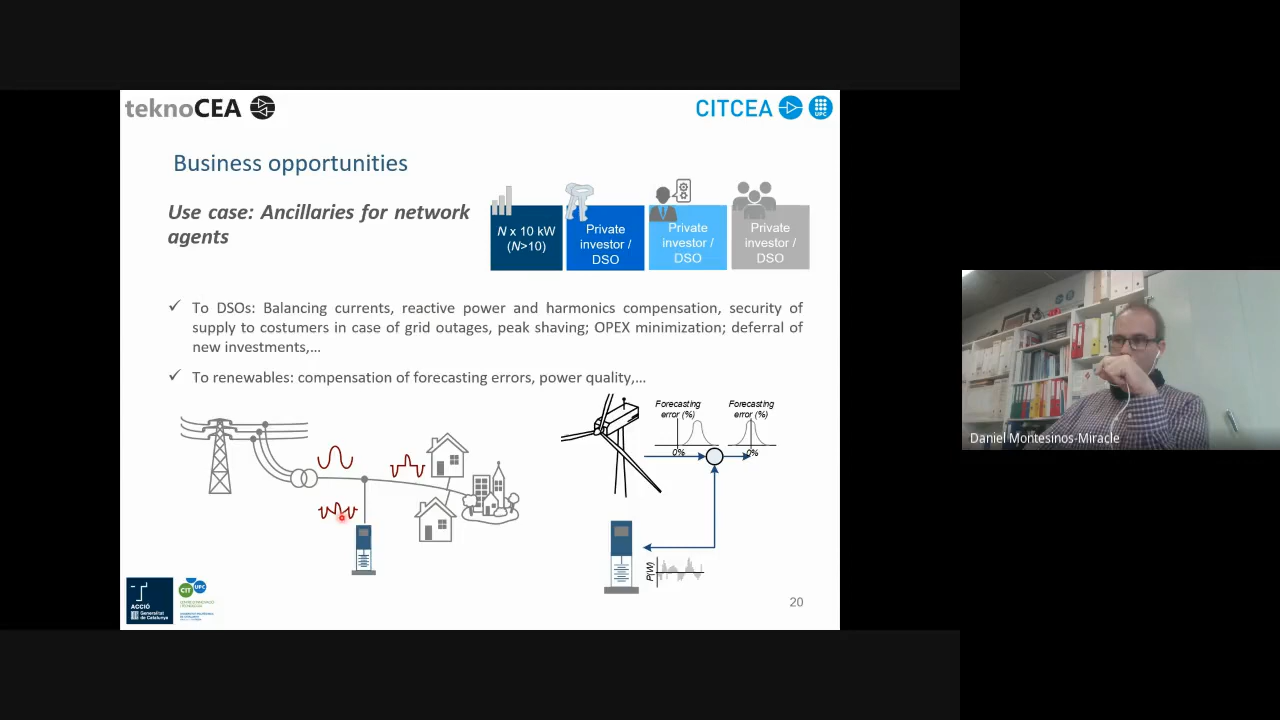 teknoCEA
CITCEA
UPC
Business opportunities
Use case: Ancillaries for network
agents
N x 10 kW
(N>10)
Private
investor /
DSO
Private
investor /
DSO
Private
investor /
DSO
✓ To DSOs: Balancing currents, reactive power and harmonics compensation, security of
supply to costumers in case of grid outages, peak shaving; OPEX minimization; deferral of
new investments,...
✓ To renewables: compensation of forecasting errors, power quality,...
Forecasting
error (%)
0%
Forecasting
error (%)
0%
P(W)
ACCIÓ
Generalitat
de Catalunya
CIT
UPC
20
Daniel Montesinos-Miracle